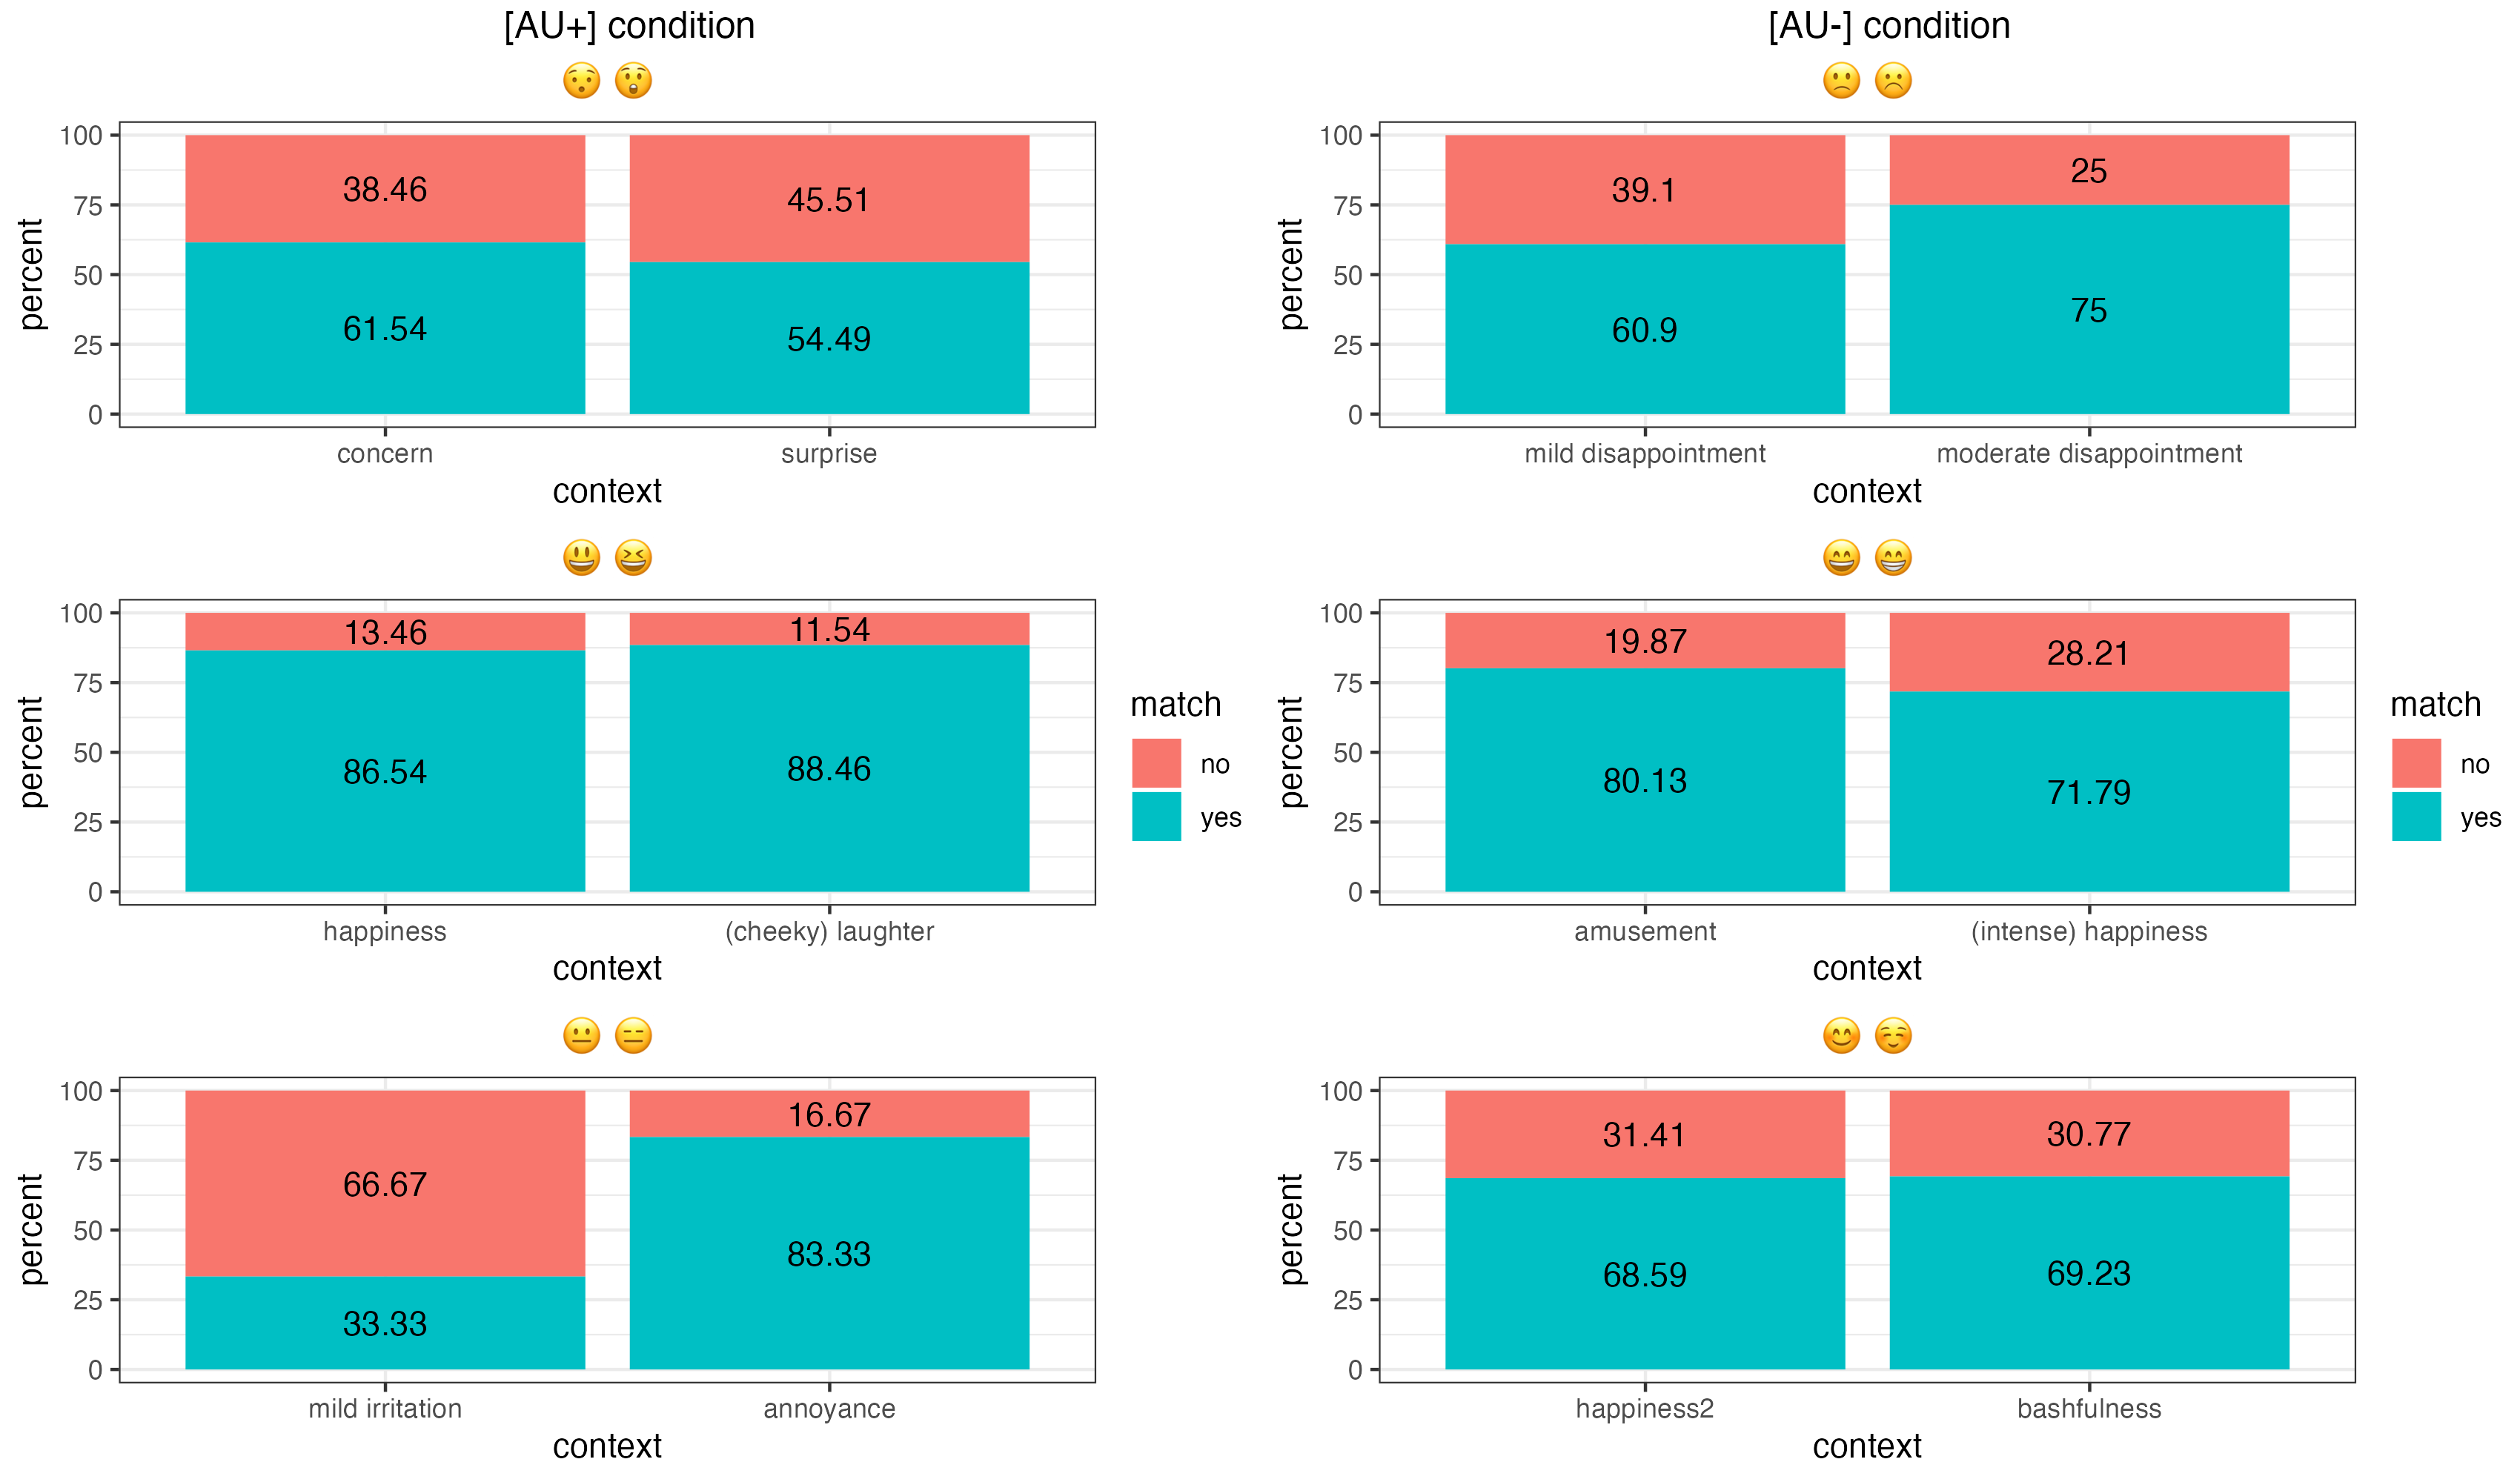 [AU+] condition
😯 😲
percent
100
75
50
25
0
38.46
45.51
61.54
54.49
concern
surprise
context
😃 😆
percent
100
75
50
25
0
13.46
11.54
86.54
88.46
happiness
(cheeky) laughter
context
match
no
yes
😐 😑
percent
100
75
50
25
0
66.67
16.67
33.33
83.33
mild irritation
annoyance
context
[AU-] condition
🙁 ☹️
percent
100
75
50
25
0
39.1
25
60.9
75
mild disappointment
moderate disappointment
context
😄 😁
percent
100
75
50
25
0
19.87
28.21
80.13
71.79
amusement
(intense) happiness
context
match
no
yes
😊 ☺️
percent
100
75
50
25
0
31.41
30.77
68.59
69.23
happiness2
bashfulness
context